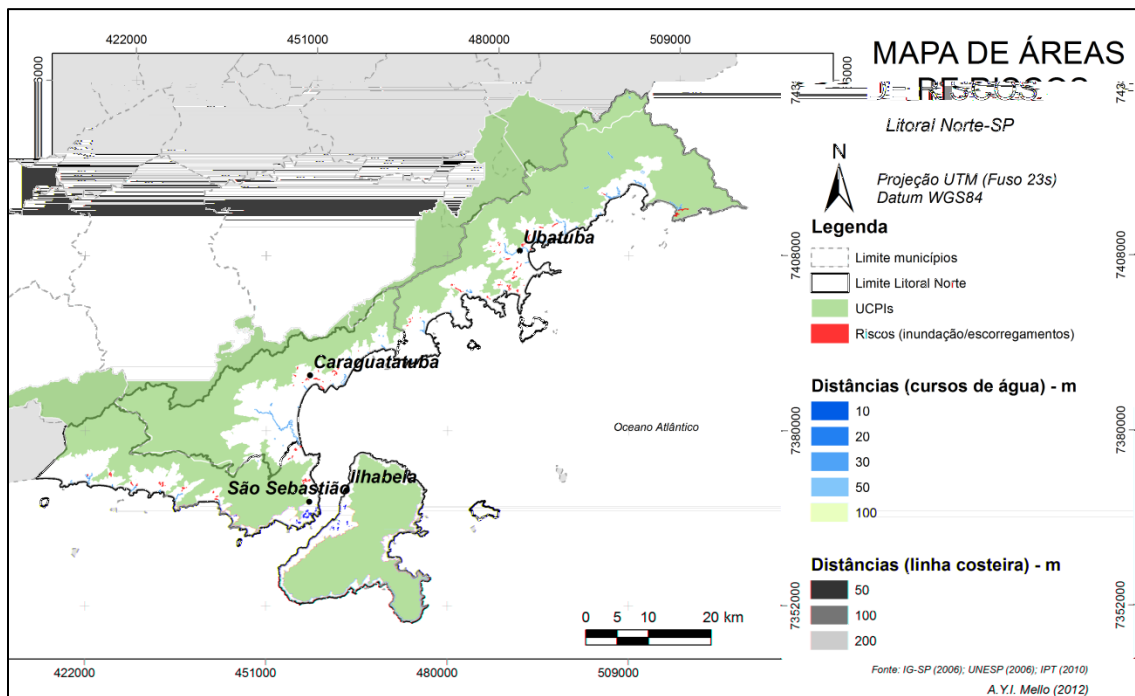 422000 451000 480000 509000
MAPA DE ÁREAS
DE RISCOS
Litoral Norte-SP
N
Projeção UTM (Fuso 23s)
Datum WGS84
Legenda
Limite municípios
Limite Litoral Norte
UCPIs
Riscos (inundação/escorregamentos)
Distâncias (cursos de água) - m
10
20
30
50
100
Distâncias (linha costeira) - m
50
100
200
Fonte: IG-SP (2006); UNESP (2006); IPT (2010)
A.Y.I. Mello (2012)
Ubatuba
Caraguatatuba
São Sebastião
Ilhabela
Oceano Atlântico
7408000 7408000
7380000 7380000
7352000 7352000
0 5 10 20 km
422000 451000 480000 509000